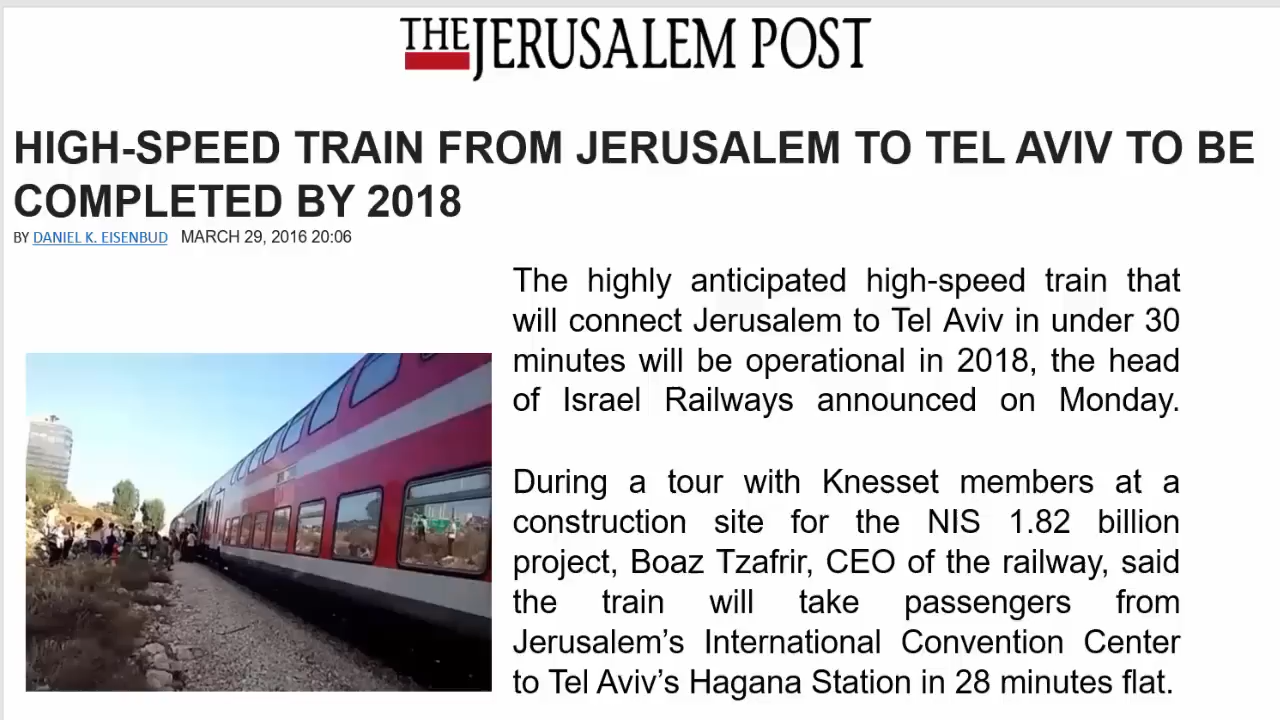 THE JERUSALEM POST
HIGH-SPEED TRAIN FROM JERUSALEM TO TEL AVIV TO BE
COMPLETED BY 2018
BY DANIEL K. EISENBUD MARCH 29, 2016 20:06
The highly anticipated high-speed train that
will connect Jerusalem to Tel Aviv in under 30
minutes will be operational in 2018, the head
of Israel Railways announced on Monday.
During a tour with Knesset members at a
construction site for the NIS 1.82 billion
project, Boaz Tzafrir, CEO of the railway, said
the train will take passengers from
Jerusalem’s International Convention Center
to Tel Aviv’s Hagana Station in 28 minutes flat.